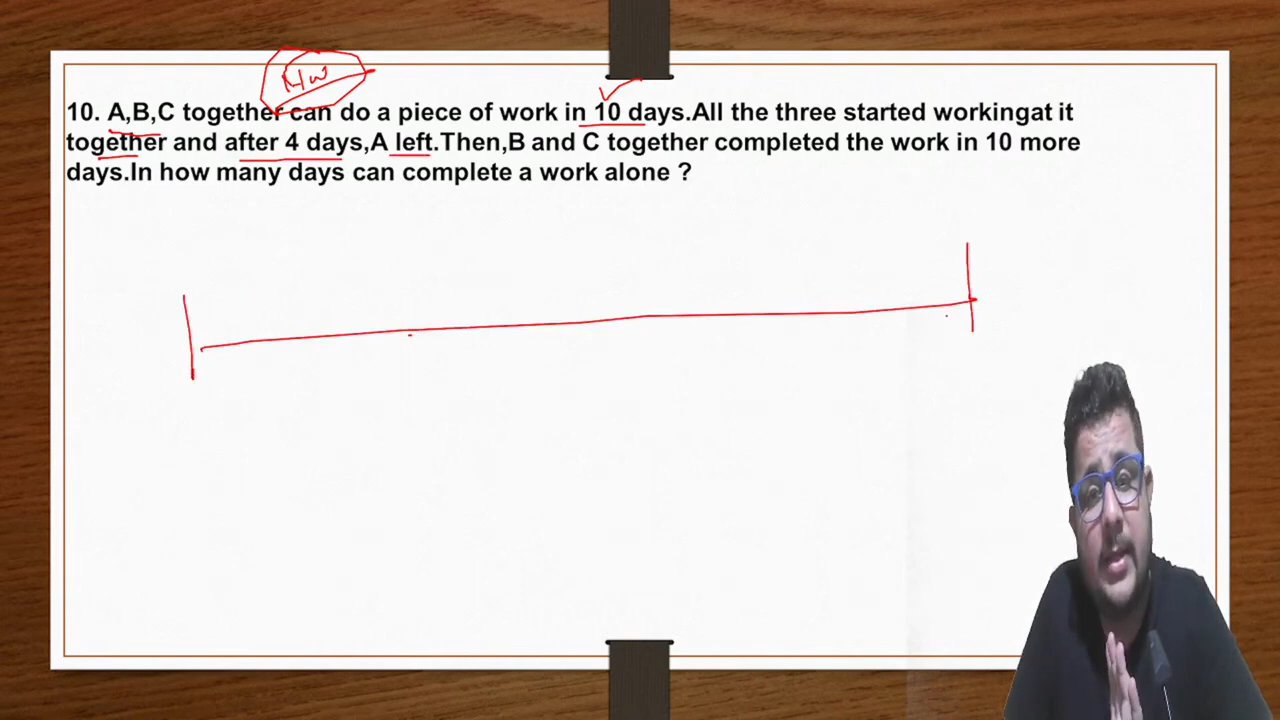 HW
10. A,B,C together can do a piece of work in 10 days.All the three started workingat it
together and after 4 days,A left.Then,B and C together completed the work in 10 more
days.In how many days can complete a work alone ?